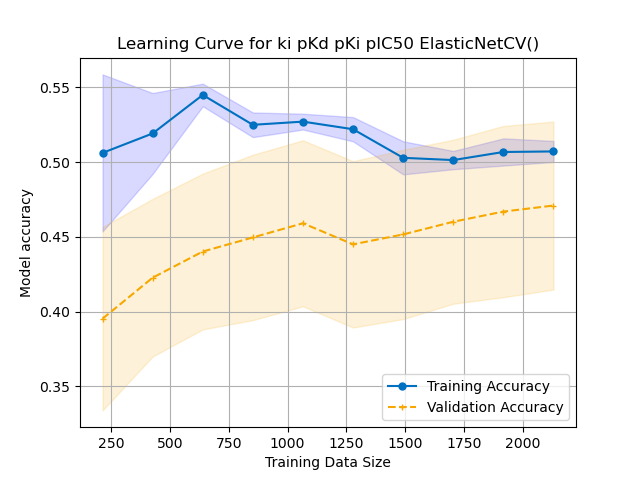 Learning Curve for ki pKd pKi pIC50 ElasticNetCV()
Model accuracy
0.55
0.50
0.45
0.40
0.35
Training Accuracy
Validation Accuracy
250 500 750 1000 1250 1500 1750 2000
Training Data Size